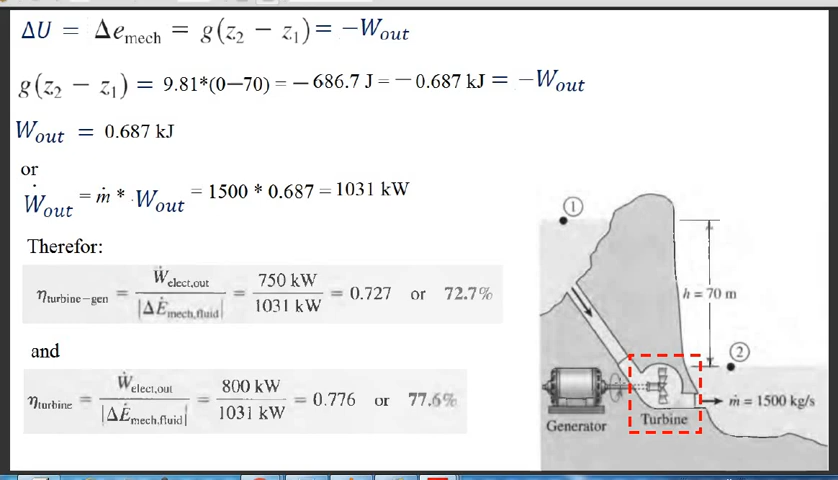 ΔU = Δe_mech = g(z₂ − z₁) = −W_out
g(z₂ − z₁) = 9.81*(0−70) = − 686.7 J = − 0.687 kJ = −W_out
W_out = 0.687 kJ
or
Ẇ_out = ṁ * W_out = 1500 * 0.687 = 1031 kW
Therefor:
η_turbine−gen = Ẇ_elect,out / |ΔĖ_mech,fluid| = 750 kW / 1031 kW = 0.727 or 72.7%
and
η_turbine = Ẇ_elect,out / |ΔĖ_mech,fluid| = 800 kW / 1031 kW = 0.776 or 77.6%
①
h = 70 m
②
ṁ = 1500 kg/s
Generator
Turbine